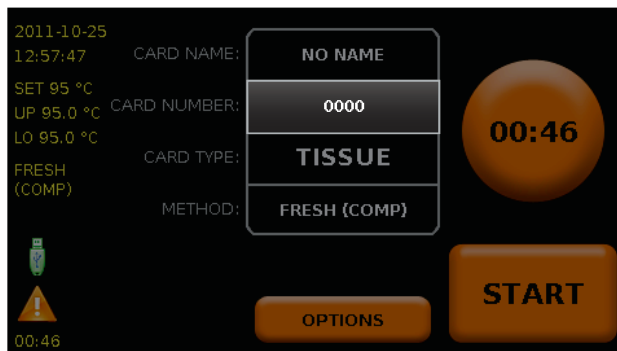 2011-10-25
12:57:47
SET 95 °C
UP 95.0 °C
LO 95.0 °C
FRESH
(COMP)
00:46
CARD NAME: NO NAME
CARD NUMBER: 0000
CARD TYPE: TISSUE
METHOD: FRESH (COMP)
OPTIONS
00:46
START